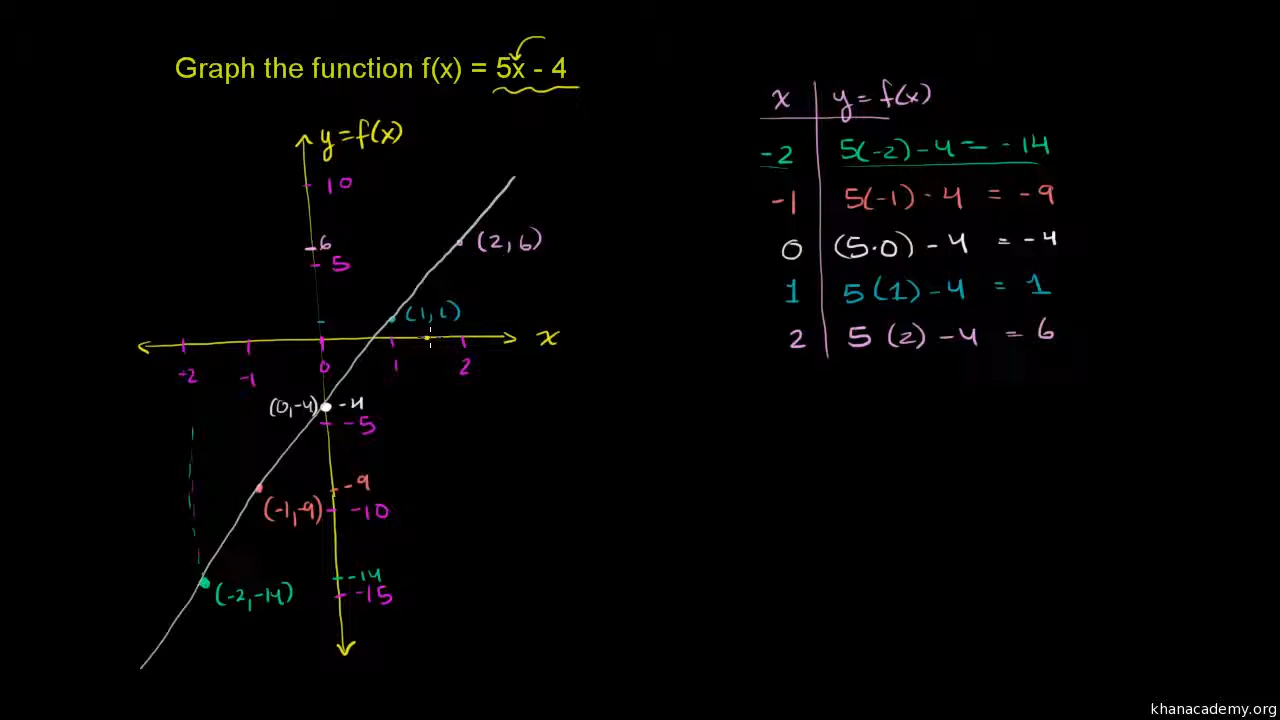 Graph the function f(x) = 5x - 4
y = f(x)
10
6
5
(2, 6)
(1, 1)
x
-2 -1 0 1 2
(0, -4) -4
-5
-9
(-1, -9) -10
-14
(-2, -14) -15
x y = f(x)
-2 5(-2) - 4 = -14
-1 5(-1) - 4 = -9
0 (5·0) - 4 = -4
1 5(1) - 4 = 1
2 5(2) - 4 = 6
khanacademy.org